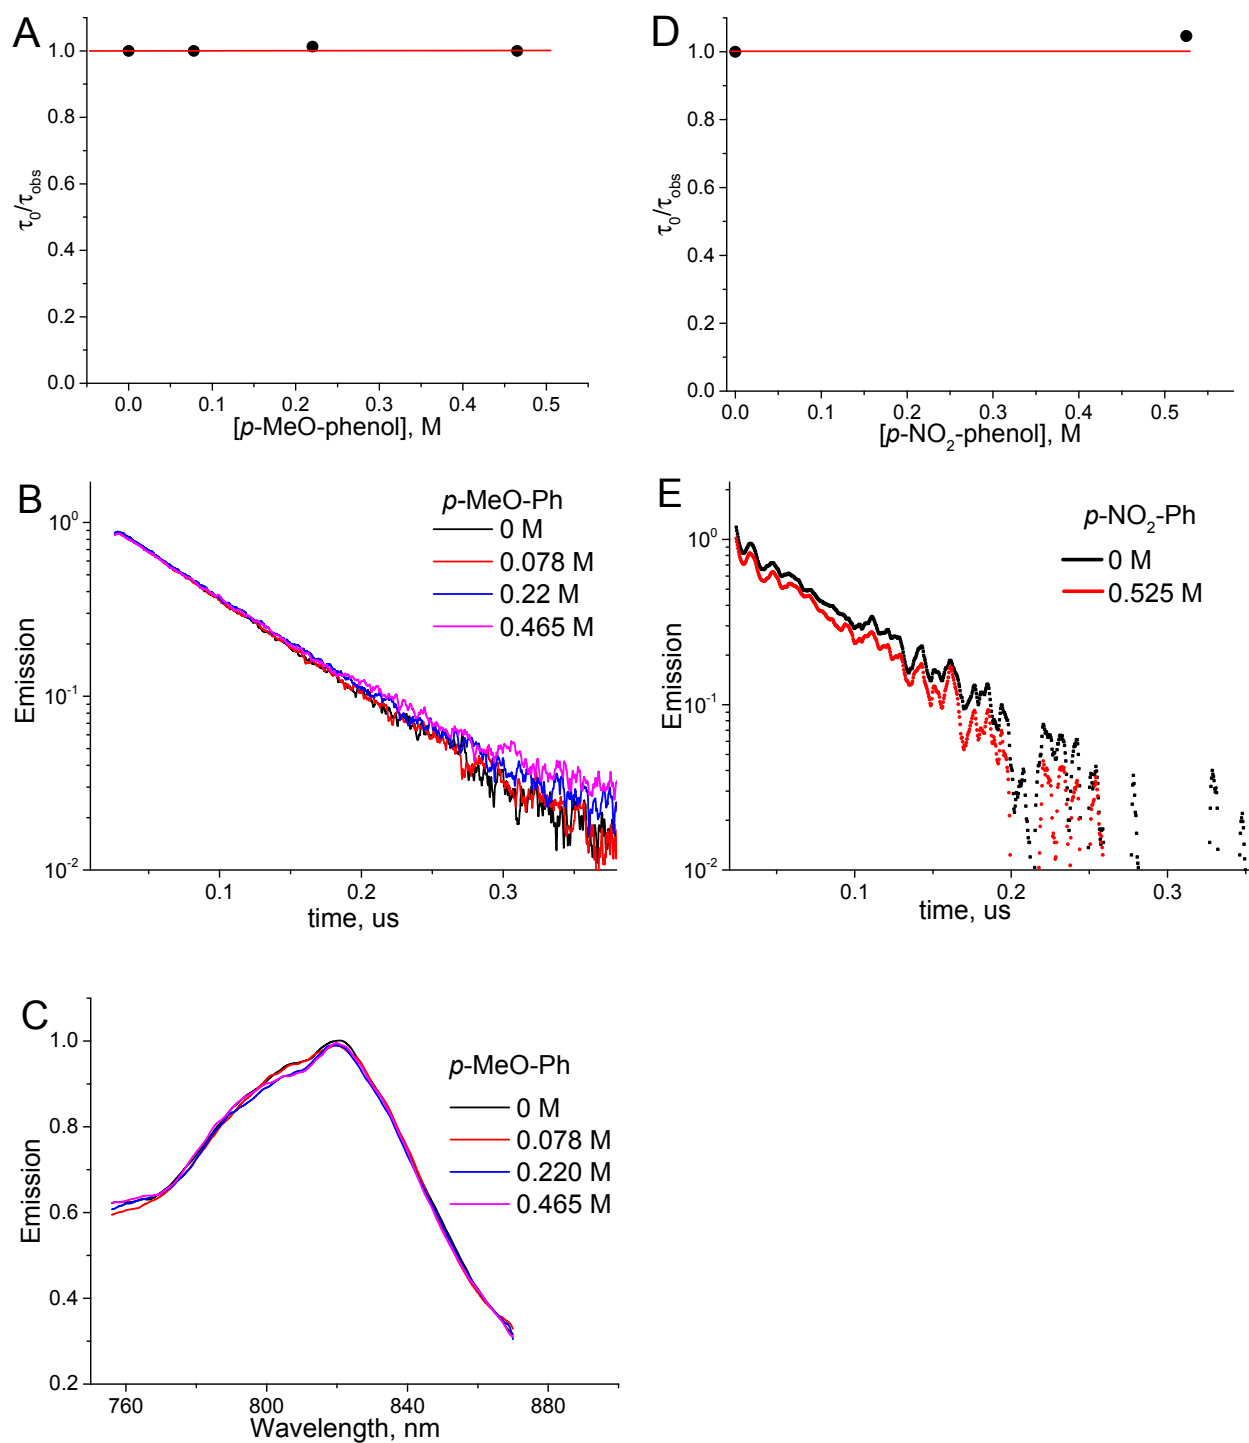 A
1.0
0.8
0.6
0.4
0.2
0.0
τ0/τobs
0.0 0.1 0.2 0.3 0.4 0.5
[p-MeO-phenol], M
D
1.0
0.8
0.6
0.4
0.2
0.0
τ0/τobs
0.0 0.1 0.2 0.3 0.4 0.5
[p-NO2-phenol], M
B
p-MeO-Ph
0 M
0.078 M
0.22 M
0.465 M
10^0
10^-1
10^-2
Emission
0.1 0.2 0.3
time, us
E
p-NO2-Ph
0 M
0.525 M
10^0
10^-1
10^-2
Emission
0.1 0.2 0.3
time, us
C
p-MeO-Ph
0 M
0.078 M
0.220 M
0.465 M
1.0
0.8
0.6
0.4
0.2
Emission
760 800 840 880
Wavelength, nm